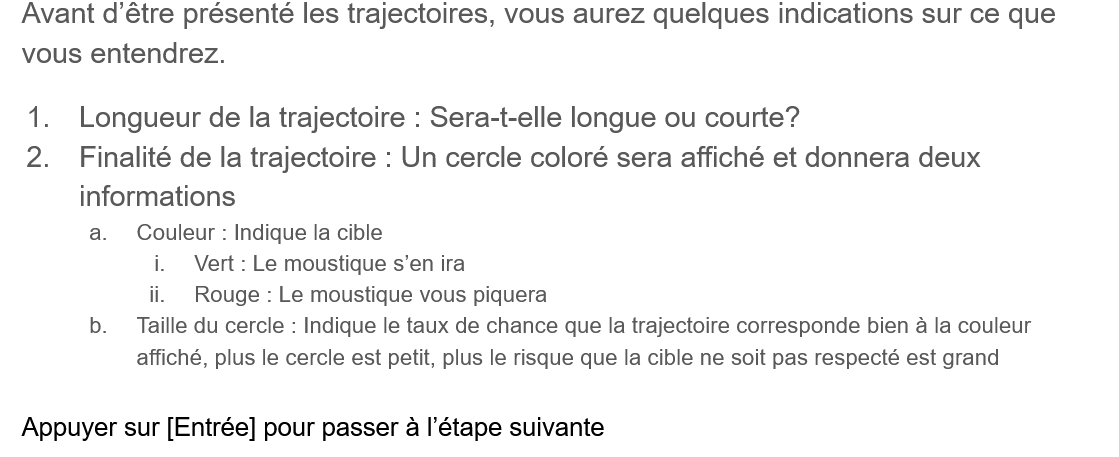 Avant d’être présenté les trajectoires, vous aurez quelques indications sur ce que
vous entendrez.
1. Longueur de la trajectoire : Sera-t-elle longue ou courte?
2. Finalité de la trajectoire : Un cercle coloré sera affiché et donnera deux
informations
a. Couleur : Indique la cible
i. Vert : Le moustique s’en ira
ii. Rouge : Le moustique vous piquera
b. Taille du cercle : Indique le taux de chance que la trajectoire corresponde bien à la couleur
affiché, plus le cercle est petit, plus le risque que la cible ne soit pas respecté est grand
Appuyer sur [Entrée] pour passer à l’étape suivante